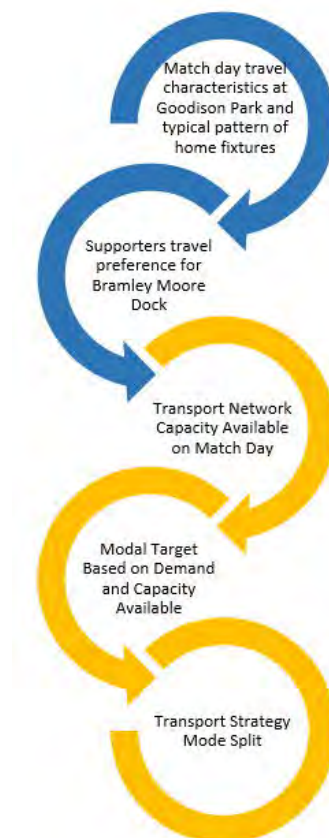 Match day travel
characteristics at
Goodison Park and
typical pattern of
home fixtures
Supporters travel
preference for
Bramley Moore
Dock
Transport Network
Capacity Available
on Match Day
Modal Target
Based on Demand
and Capacity
Available
Transport Strategy
Mode Split